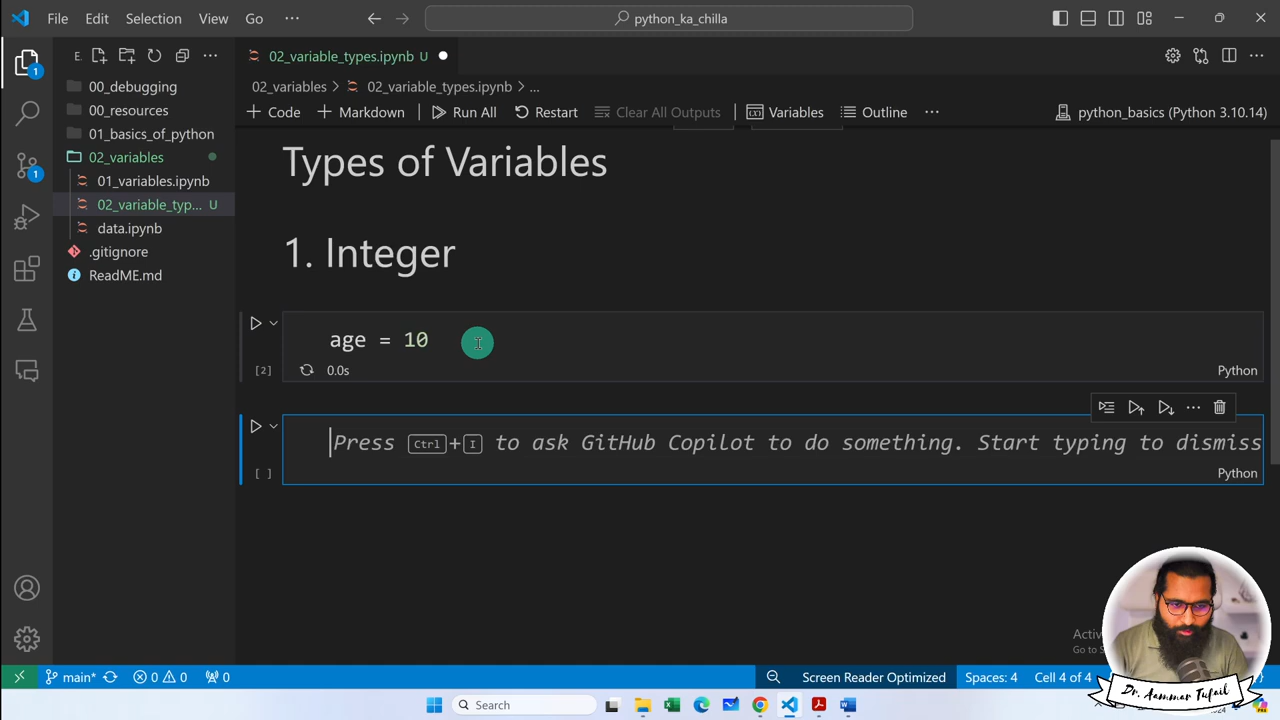 File Edit Selection View Go ··· python_ka_chilla
E. 02_variable_types.ipynb U
00_debugging
00_resources
01_basics_of_python
02_variables
01_variables.ipynb
02_variable_typ... U
data.ipynb
.gitignore
ReadME.md
1
1
02_variables > 02_variable_types.ipynb > ...
+ Code + Markdown Run All Restart Clear All Outputs Variables Outline ··· python_basics (Python 3.10.14)
Types of Variables
1. Integer
age = 10
[2] 0.0s Python
Press Ctrl+I to ask GitHub Copilot to do something. Start typing to dismiss
[ ] Python
Go to S
Dr. Aammar Tufail
main* 0 0 0 Screen Reader Optimized Spaces: 4 Cell 4 of 4
Search